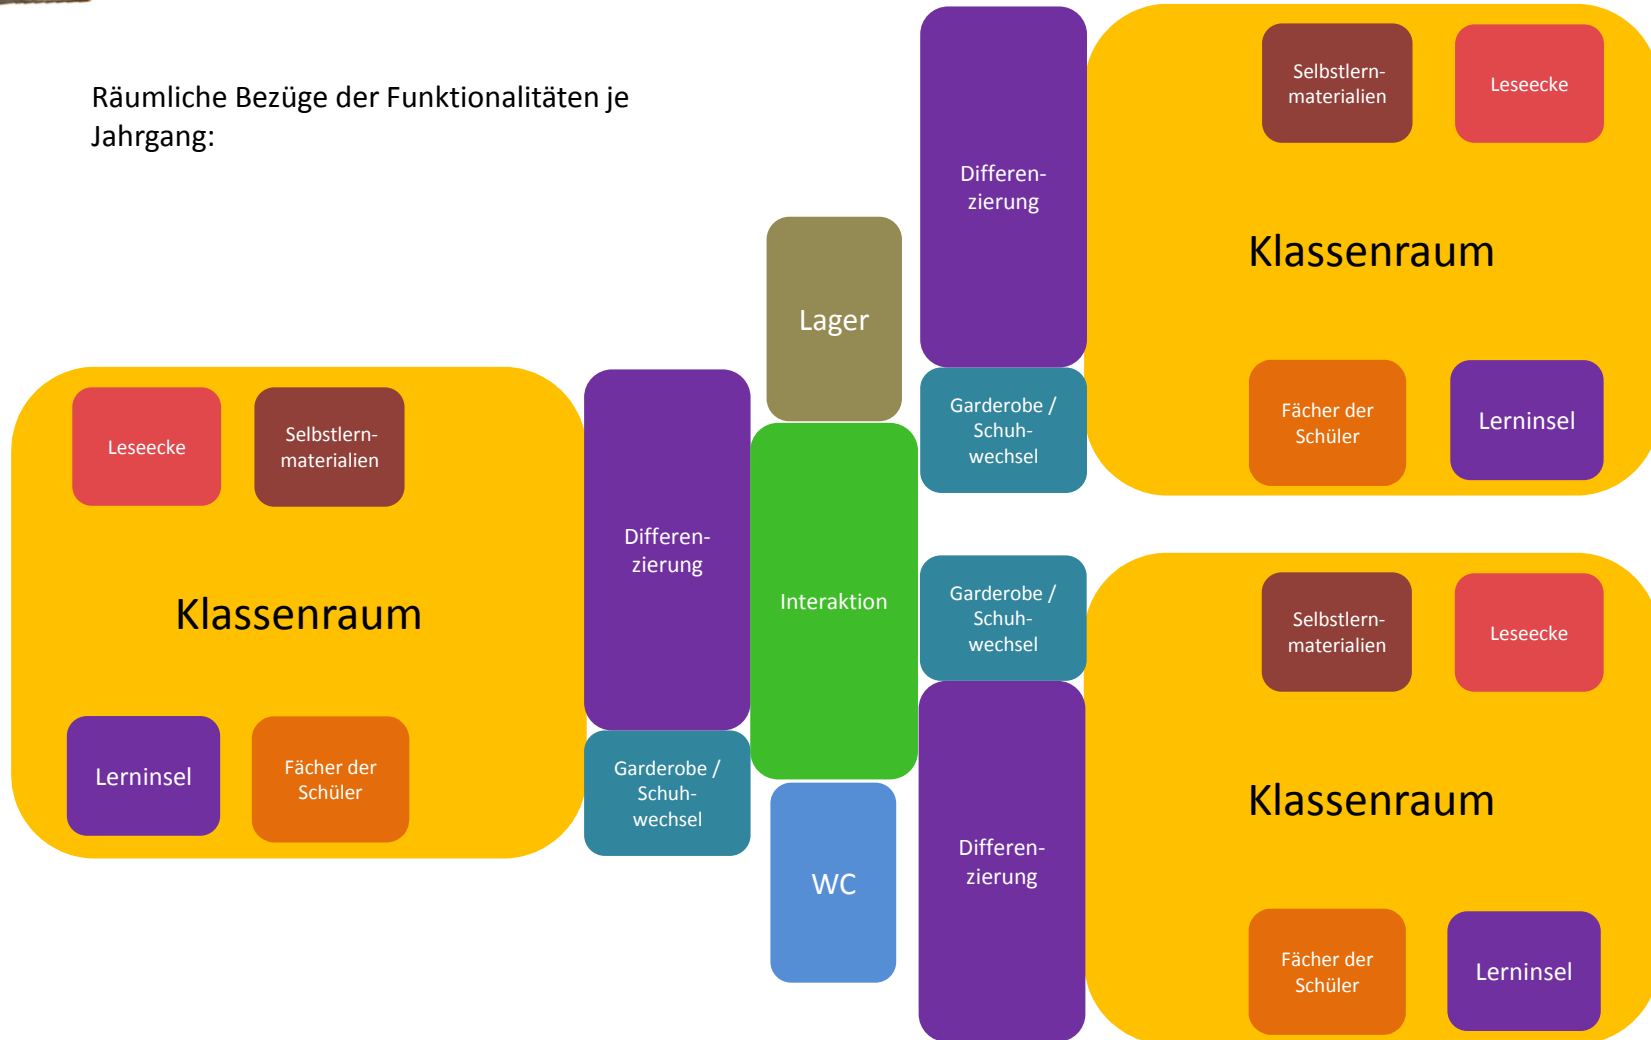 Räumliche Bezüge der Funktionalitäten je
Jahrgang:
Differen-
zierung
Selbstlern-
materialien
Leseecke
Klassenraum
Garderobe /
Schuh-
wechsel
Fächer der
Schüler
Lerninsel
Lager
Leseecke
Selbstlern-
materialien
Klassenraum
Lerninsel
Fächer der
Schüler
Differen-
zierung
Garderobe /
Schuh-
wechsel
Interaktion
WC
Garderobe /
Schuh-
wechsel
Differen-
zierung
Selbstlern-
materialien
Leseecke
Klassenraum
Fächer der
Schüler
Lerninsel